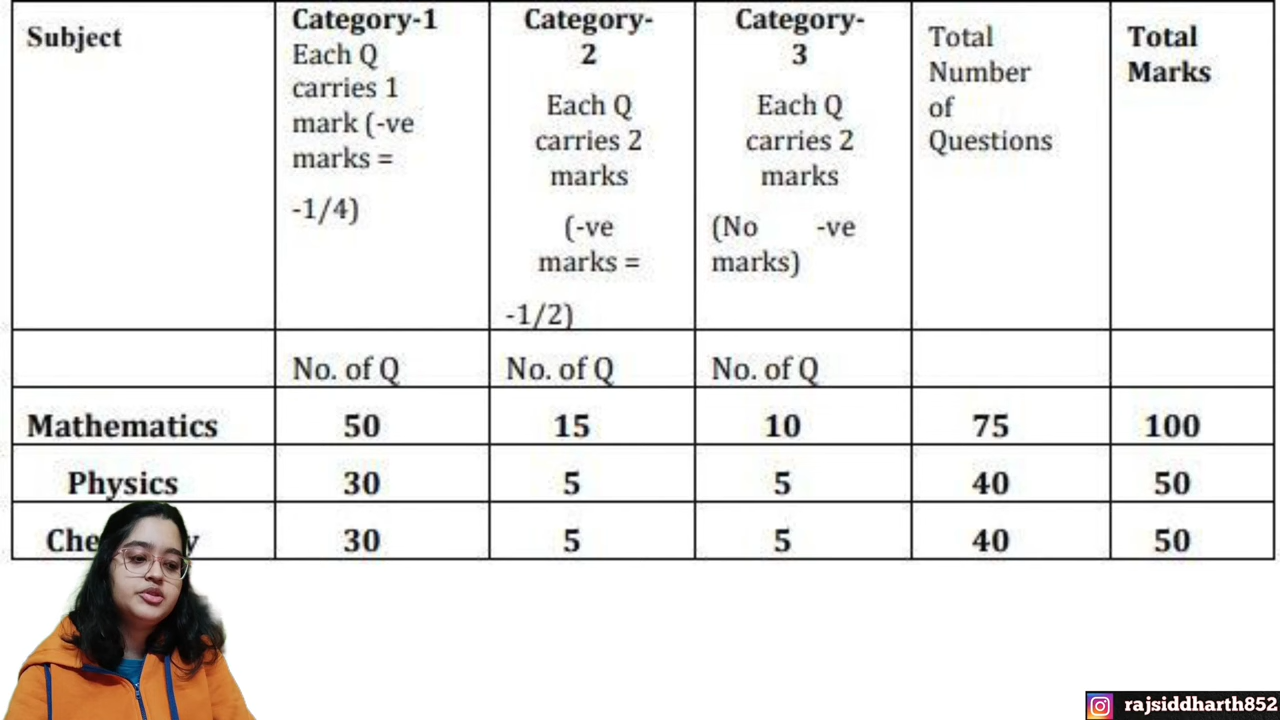 Subject
Category-1
Each Q
carries 1
mark (-ve
marks =
-1/4)
Category-
2
Each Q
carries 2
marks
(-ve
marks =
-1/2)
Category-
3
Each Q
carries 2
marks
(No -ve
marks)
Total
Number
of
Questions
Total
Marks
No. of Q No. of Q No. of Q
Mathematics 50 15 10 75 100
Physics 30 5 5 40 50
30 5 5 40 50
rajsiddharth852